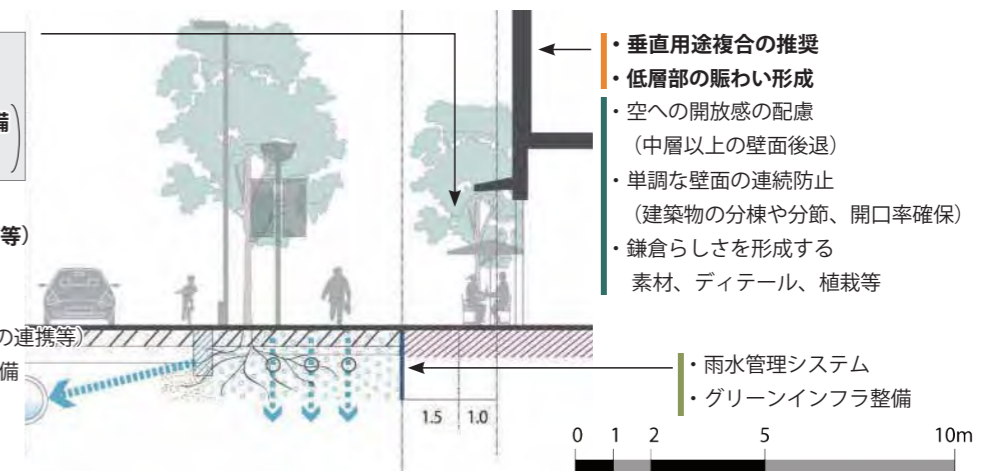 備
等）
の連携等）
備
・垂直用途複合の推奨
・低層部の賑わい形成
・空への開放感の配慮
（中層以上の壁面後退）
・単調な壁面の連続防止
（建築物の分棟や分節、開口率確保）
・鎌倉らしさを形成する
素材、ディテール、植栽等
・雨水管理システム
・グリーンインフラ整備
1.5 1.0
0 1 2 5 10m